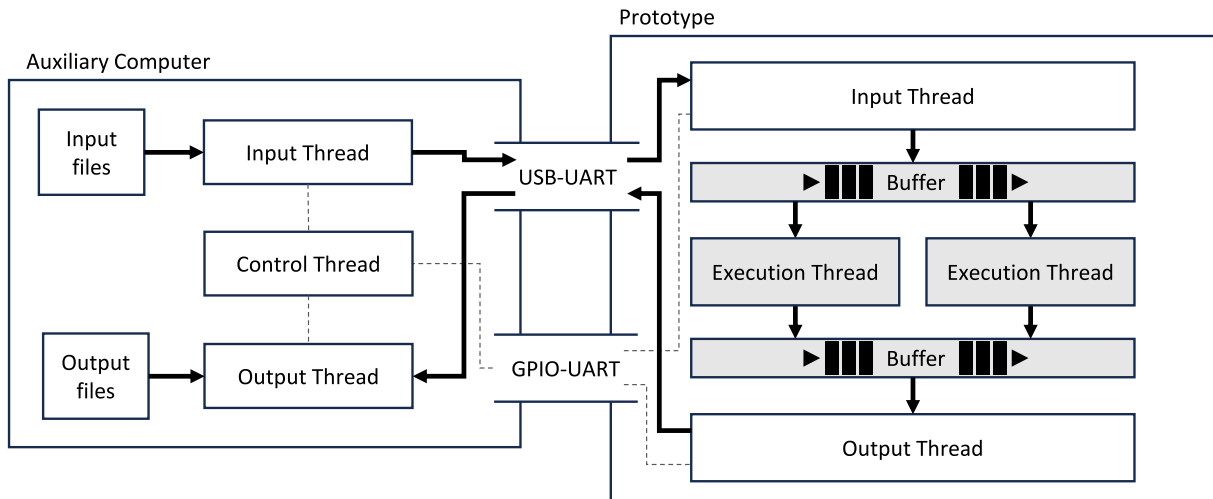 Prototype
Auxiliary Computer
Input
files
Input Thread
USB-UART
Input Thread
Buffer
Control Thread
Execution Thread
Execution Thread
Output
files
Output Thread
GPIO-UART
Buffer
Output Thread